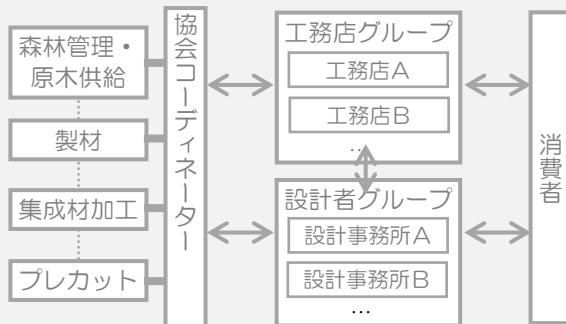 森林管理・
原木供給
製材
集成材加工
プレカット
協会コーディネーター
工務店グループ
工務店A
工務店B
…
設計者グループ
設計事務所A
設計事務所B
…
消費者